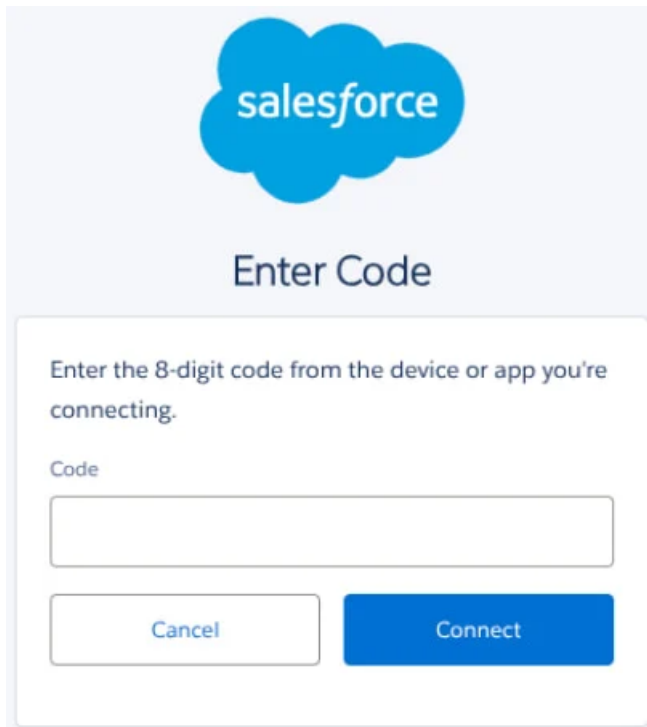 salesforce
Enter Code
Enter the 8-digit code from the device or app you're
connecting.
Code
Cancel
Connect